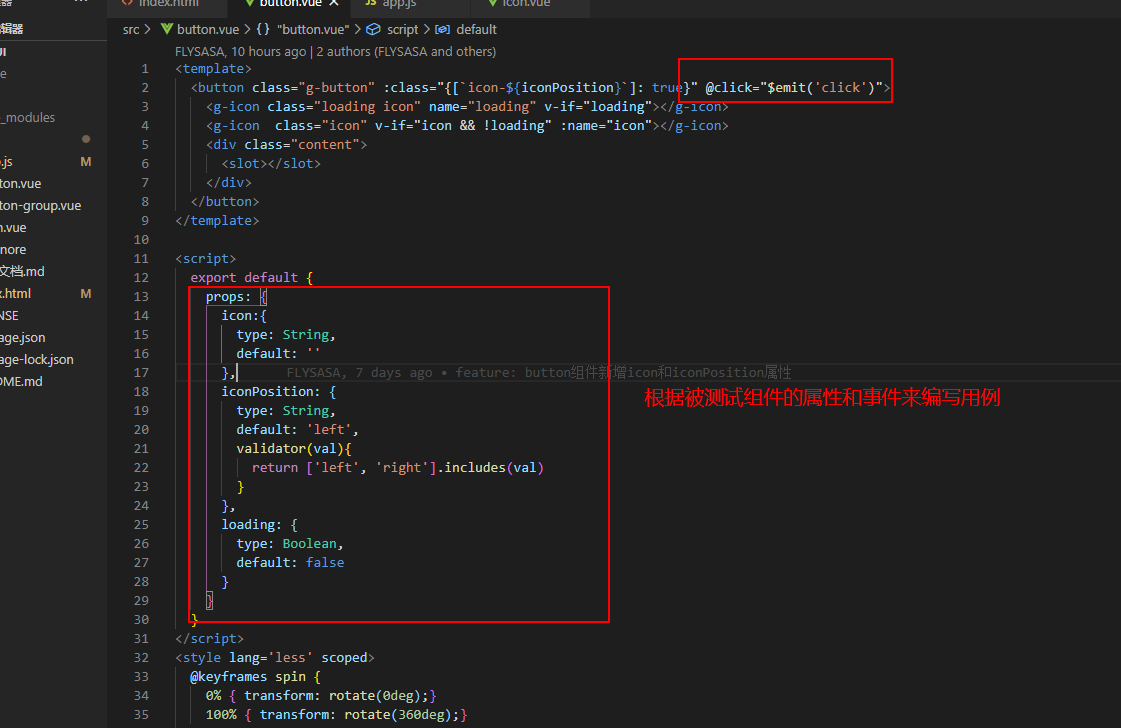 index.html
button.vue
JS app.js
icon.vue
src > button.vue > {} "button.vue" > script > default
FLYSASA, 10 hours ago | 2 authors (FLYSASA and others)
1 <template>
2 <button class="g-button" :class="{[`icon-${iconPosition}`]: true}" @click="$emit('click')">
3 <g-icon class="loading icon" name="loading" v-if="loading"></g-icon>
4 <g-icon  class="icon" v-if="icon && !loading" :name="icon"></g-icon>
5 <div class="content">
6 <slot></slot>
7 </div>
8 </button>
9 </template>
10
11 <script>
12 export default {
13 props: {
14 icon:{
15 type: String,
16 default: ''
17 }, FLYSASA, 7 days ago • feature: button组件新增icon和iconPosition属性
18 iconPosition: {
根据被测试组件的属性和事件来编写用例
19 type: String,
20 default: 'left',
21 validator(val){
22 return ['left', 'right'].includes(val)
23 }
24 },
25 loading: {
26 type: Boolean,
27 default: false
28 }
29 }
30 }
31 </script>
32 <style lang='less' scoped>
33 @keyframes spin {
34 0% { transform: rotate(0deg);}
35 100% { transform: rotate(360deg);}
辑器
UI
_modules
.js M
ton.vue
ton-group.vue
n.vue
nore
文档.md
x.html M
NSE
age.json
age-lock.json
DME.md